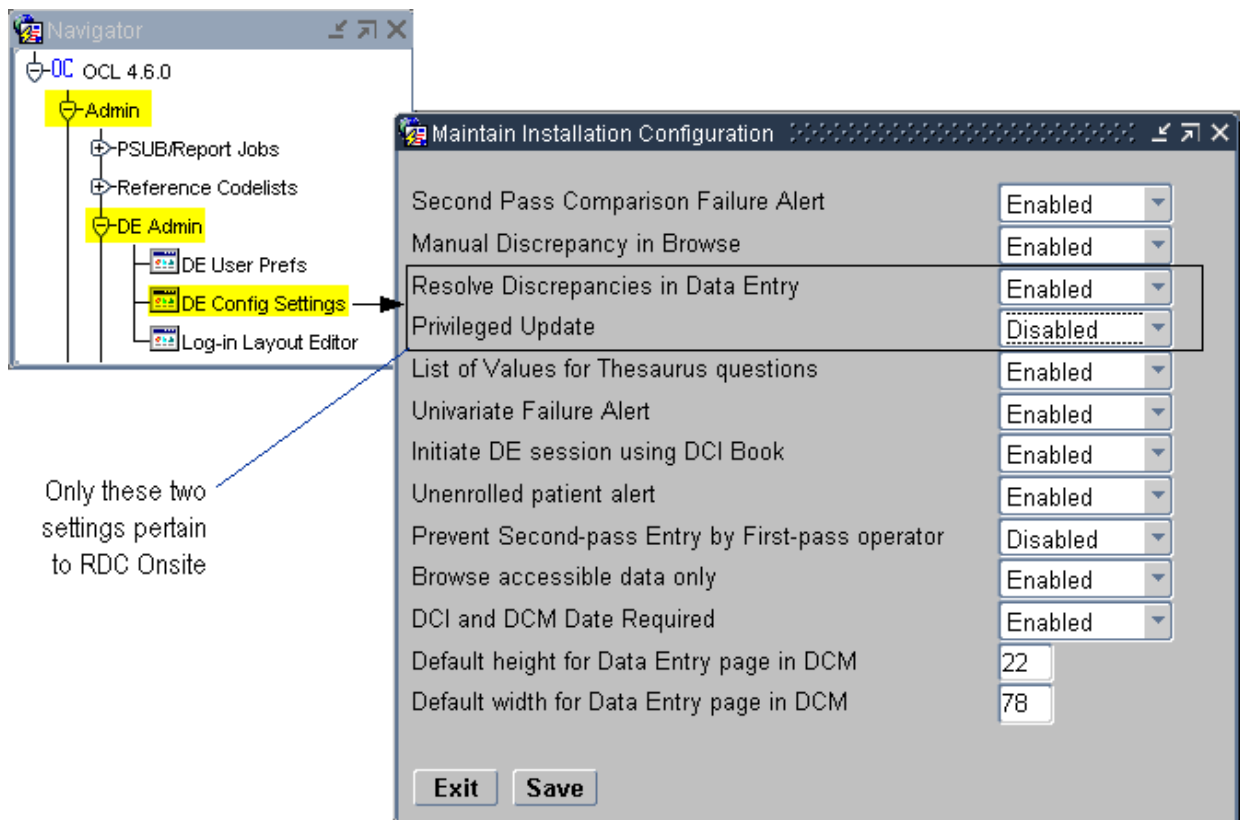 Navigator
OC OCL 4.6.0
Admin
PSUB/Report Jobs
Reference Codelists
DE Admin
DE User Prefs
DE Config Settings
Log-in Layout Editor
Only these two
settings pertain
to RDC Onsite
Maintain Installation Configuration
Second Pass Comparison Failure Alert Enabled
Manual Discrepancy in Browse Enabled
Resolve Discrepancies in Data Entry Enabled
Privileged Update Disabled
List of Values for Thesaurus questions Enabled
Univariate Failure Alert Enabled
Initiate DE session using DCI Book Enabled
Unenrolled patient alert Enabled
Prevent Second-pass Entry by First-pass operator Disabled
Browse accessible data only Enabled
DCI and DCM Date Required Enabled
Default height for Data Entry page in DCM 22
Default width for Data Entry page in DCM 78
Exit Save